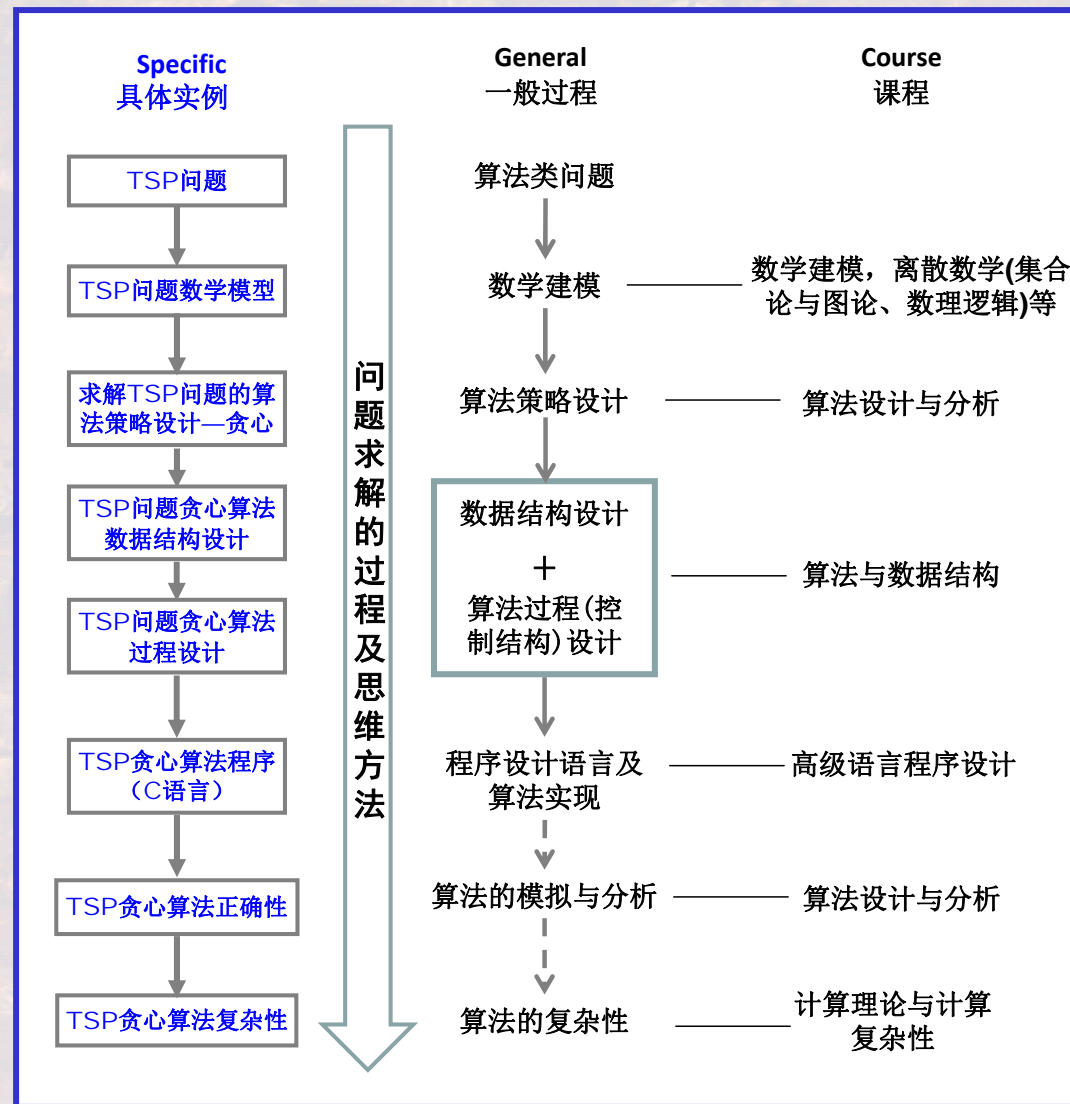 Specific
具体实例
TSP问题
TSP问题数学模型
求解TSP问题的算
法策略设计—贪心
TSP问题贪心算法
数据结构设计
TSP问题贪心算法
过程设计
TSP贪心算法程序
（C语言）
TSP贪心算法正确性
TSP贪心算法复杂性
问题求解的过程及思维方法
General
一般过程
算法类问题
数学建模
算法策略设计
数据结构设计
＋
算法过程(控
制结构)设计
程序设计语言及
算法实现
算法的模拟与分析
算法的复杂性
Course
课程
数学建模，离散数学(集合
论与图论、数理逻辑)等
算法设计与分析
算法与数据结构
高级语言程序设计
算法设计与分析
计算理论与计算
复杂性